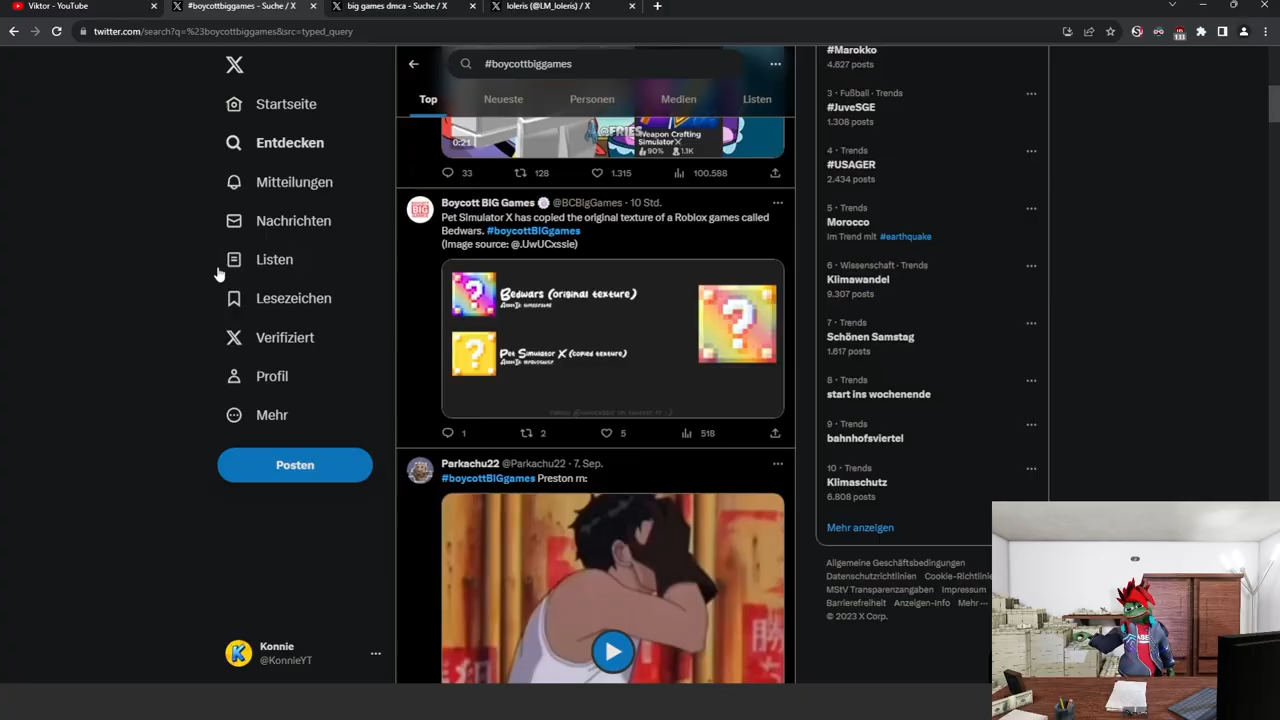 Viktor - YouTube
#boycottbiggames - Suche / X
big games dmca - Suche / X
loleris (@LM_loleris) / X
twitter.com/search?q=%23boycottbiggames&src=typed_query
133
Startseite
Entdecken
Mitteilungen
Nachrichten
Listen
Lesezeichen
Verifiziert
Profil
Mehr
Posten
Konnie
@KonnieYT
#boycottbiggames
Top
Neueste
Personen
Medien
Listen
0:21
@FRIES
Weapon Crafting
Simulator X
90% 1.1K
33
128
1.315
100.588
Boycott BIG Games @BCBigGames · 10 Std.
Pet Simulator X has copied the original texture of a Roblox games called
Bedwars. #boycottBIGgames
(Image source: @.UwUCxssie)
Bedwars (original texture)
Pet Simulator X (copied texture)
1
2
5
518
Parkachu22 @Parkachu22 · 7. Sep.
#boycottBIGgames Preston rn:
#Marokko
4.627 posts
3 · Fußball · Trends
#JuveSGE
1.308 posts
4 · Trends
#USAGER
2.434 posts
5 · Trends
Morocco
Im Trend mit #earthquake
6 · Wissenschaft · Trends
Klimawandel
9.307 posts
7 · Trends
Schönen Samstag
1.617 posts
8 · Trends
start ins wochenende
9 · Trends
bahnhofsviertel
10 · Trends
Klimaschutz
6.808 posts
Mehr anzeigen
Allgemeine Geschäftsbedingungen
Datenschutzrichtlinien Cookie-Richtlinie
MStV Transparenzangaben Impressum
Barrierefreiheit Anzeigen-Info Mehr
© 2023 X Corp.